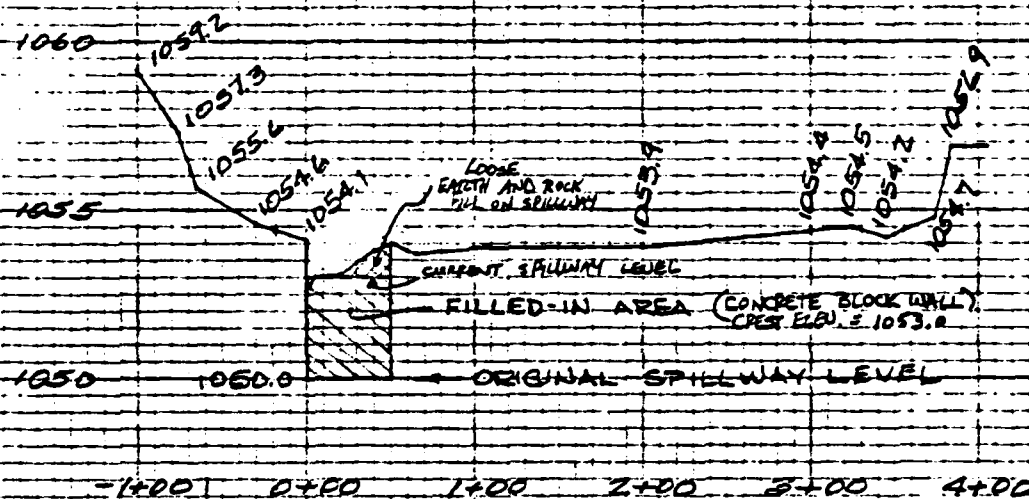 1060
1059.2
1057.3
1055.6
1054.6
1054.1
LOOSE
EARTH AND ROCK
FILL ON SPILLWAY
1053.9
1054.4
1054.5
1054.2
1054.7
1055
CURRENT SPILLWAY LEVEL
FILLED-IN AREA (CONCRETE BLOCK WALL)
CREST ELEV. = 1053.0
1050
1050.0
ORIGINAL SPILLWAY LEVEL
-1+00
0+00
1+00
2+00
3+00
4+00